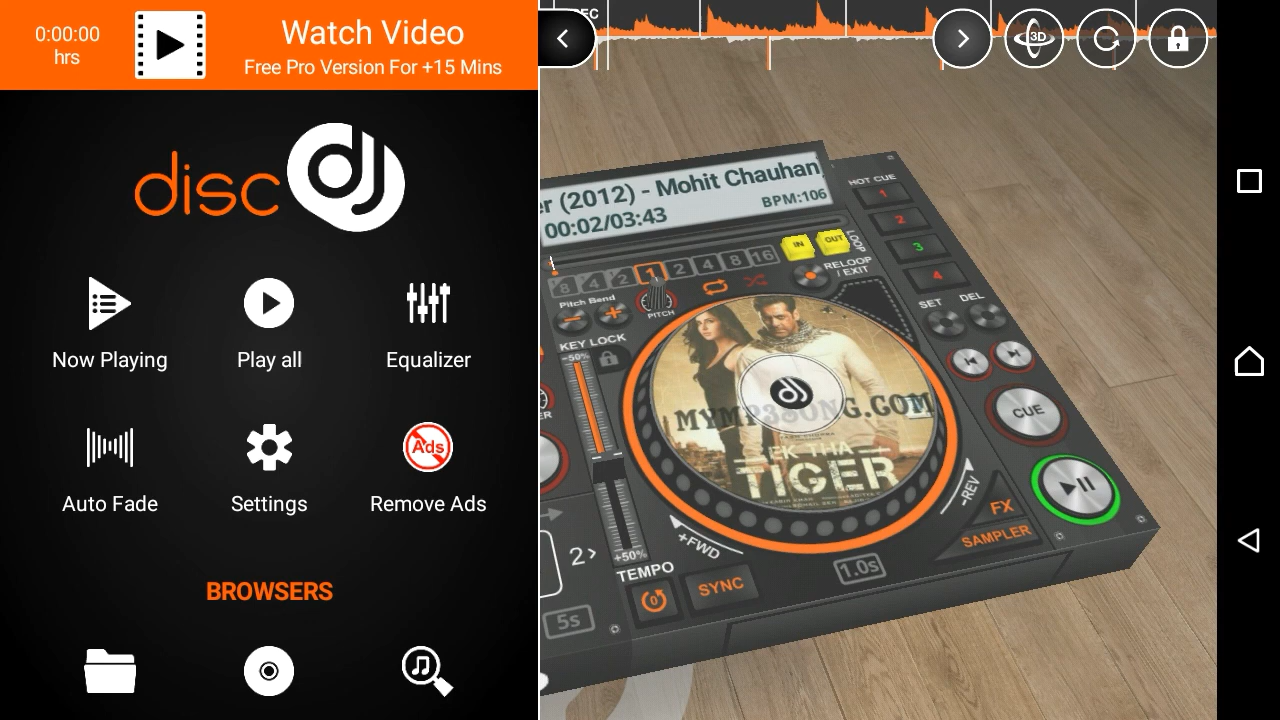 0:00:00
hrs
Watch Video
Free Pro Version For +15 Mins
disc dj
Now Playing
Play all
Equalizer
Auto Fade
Settings
Ads
Remove Ads
BROWSERS
3D
er (2012) - Mohit Chauhan,
00:02/03:43
BPM:106
HOT CUE
1
2
3
4
SET
DEL
IN
OUT
LOOP
RELOOP
/ EXIT
8 4 2 1 2 4 8 16
Pitch Bend
PITCH
KEY LOCK
-50%
+50%
TEMPO
MYMP3SONG.COM
EK THA
TIGER
dj
CUE
-REV
+FWD
FX
SAMPLER
1.0s
SYNC
0
2>
5s